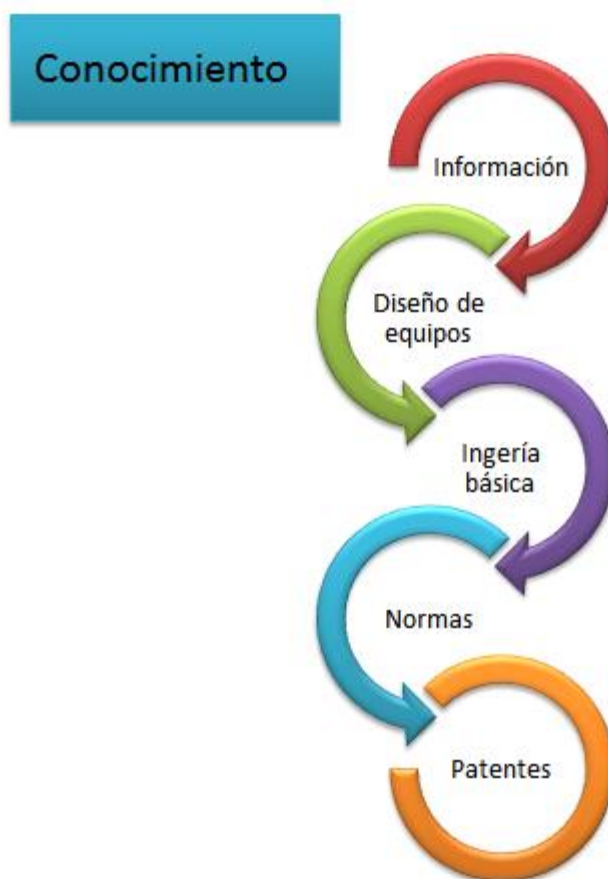 Conocimiento
Información
Diseño de
equipos
Ingería
básica
Normas
Patentes